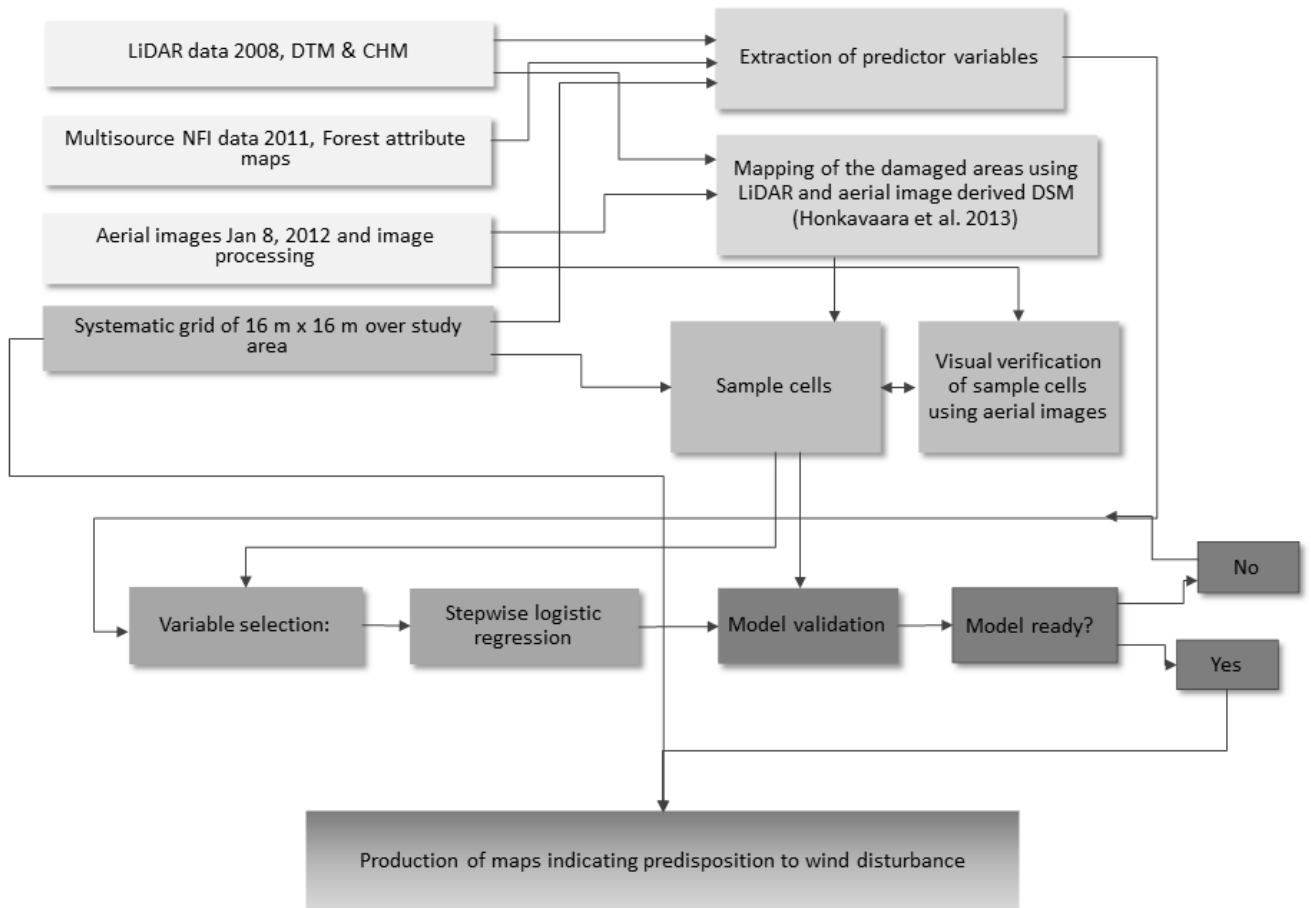 LiDAR data 2008, DTM & CHM
Extraction of predictor variables
Multisource NFI data 2011, Forest attribute
maps
Mapping of the damaged areas using
LiDAR and aerial image derived DSM
(Honkavaara et al. 2013)
Aerial images Jan 8, 2012 and image
processing
Systematic grid of 16 m x 16 m over study
area
Sample cells
Visual verification
of sample cells
using aerial images
No
Variable selection:
Stepwise logistic
regression
Model validation
Model ready?
Yes
Production of maps indicating predisposition to wind disturbance